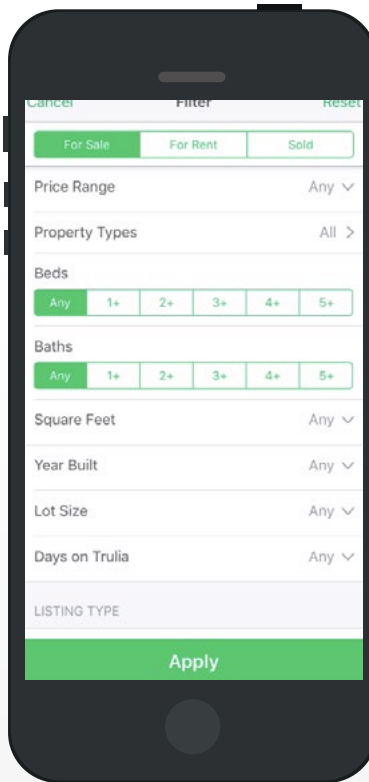 Cancel Filter Reset
For Sale For Rent Sold
Price Range Any
Property Types All
Beds
Any 1+ 2+ 3+ 4+ 5+
Baths
Any 1+ 2+ 3+ 4+ 5+
Square Feet Any
Year Built Any
Lot Size Any
Days on Trulia Any
LISTING TYPE
Apply